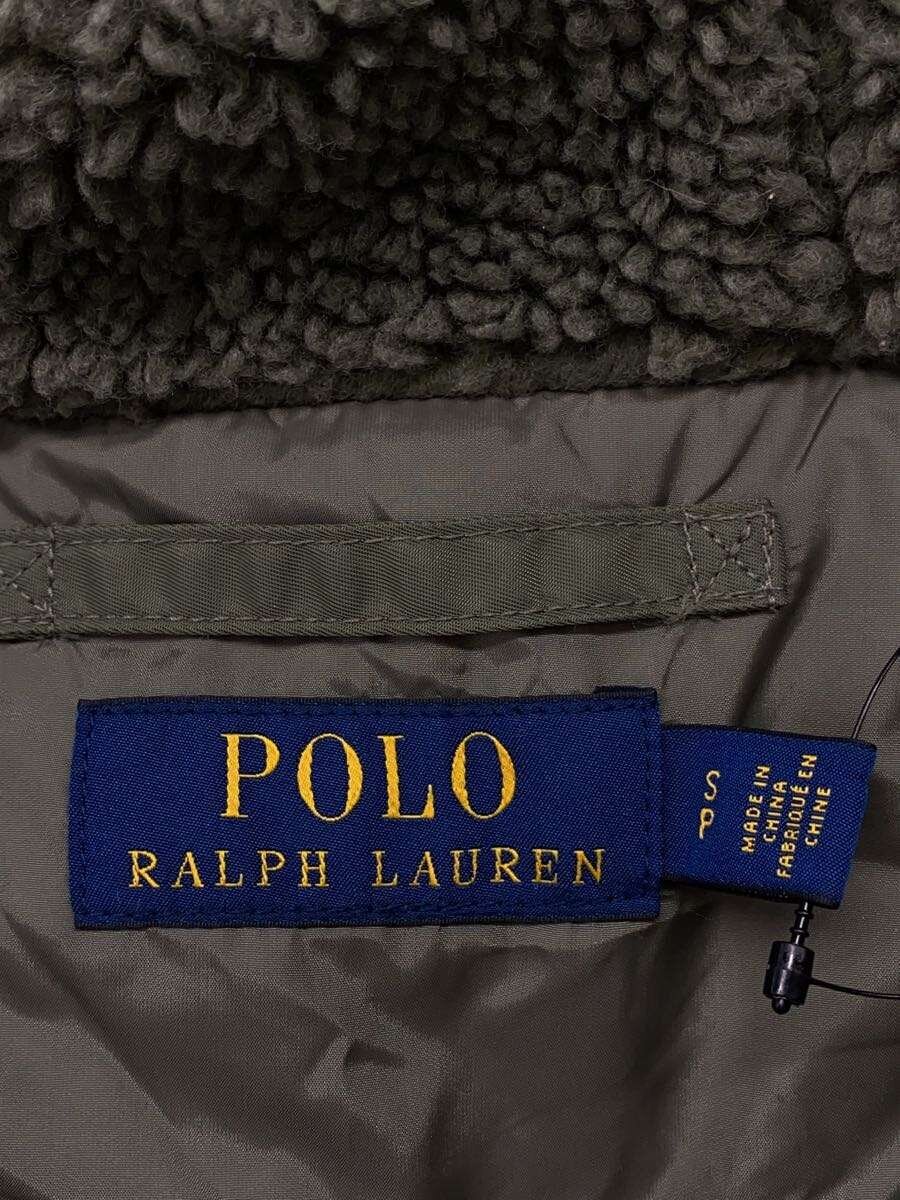 POLO
RALPH LAUREN
S
P
MADE IN
CHINA
FABRIQUÉ EN
CHINE